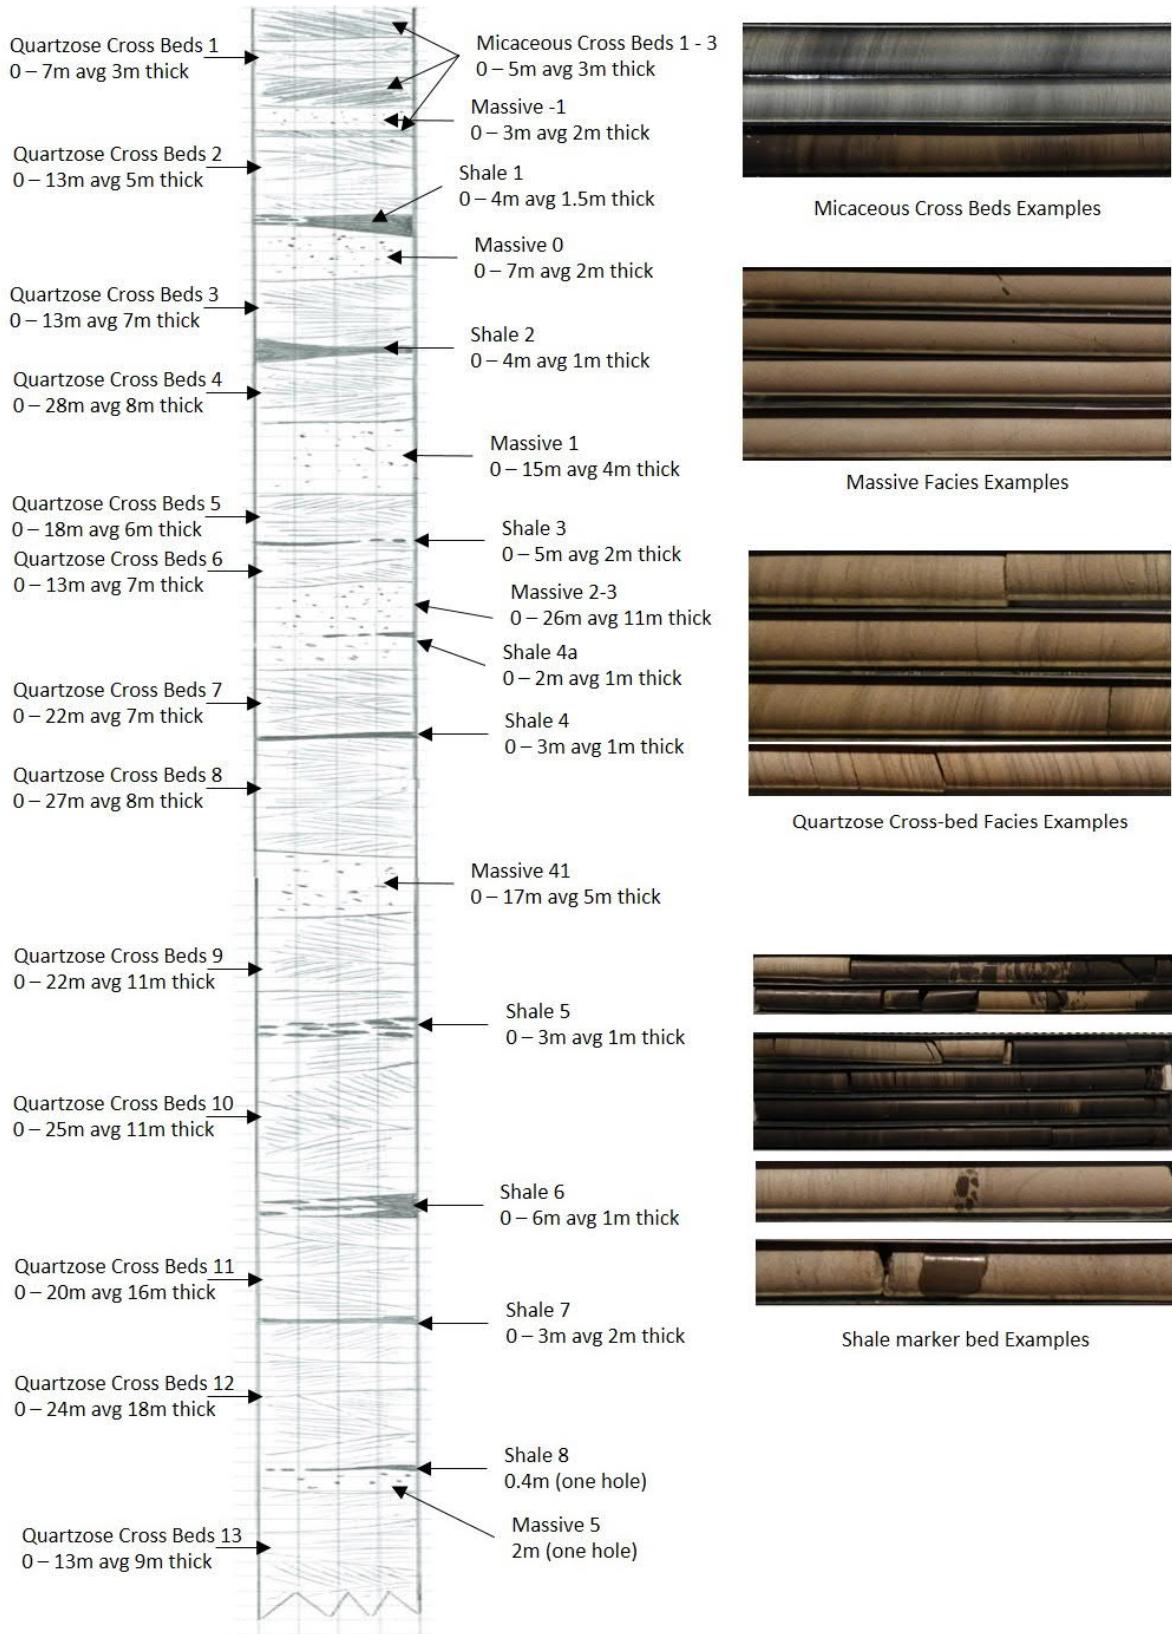 Quartzose Cross Beds 1
0 – 7m avg 3m thick
Quartzose Cross Beds 2
0 – 13m avg 5m thick
Quartzose Cross Beds 3
0 – 13m avg 7m thick
Quartzose Cross Beds 4
0 – 28m avg 8m thick
Quartzose Cross Beds 5
0 – 18m avg 6m thick
Quartzose Cross Beds 6
0 – 13m avg 7m thick
Quartzose Cross Beds 7
0 – 22m avg 7m thick
Quartzose Cross Beds 8
0 – 27m avg 8m thick
Quartzose Cross Beds 9
0 – 22m avg 11m thick
Quartzose Cross Beds 10
0 – 25m avg 11m thick
Quartzose Cross Beds 11
0 – 20m avg 16m thick
Quartzose Cross Beds 12
0 – 24m avg 18m thick
Quartzose Cross Beds 13
0 – 13m avg 9m thick
Micaceous Cross Beds 1 - 3
0 – 5m avg 3m thick
Massive -1
0 – 3m avg 2m thick
Shale 1
0 – 4m avg 1.5m thick
Massive 0
0 – 7m avg 2m thick
Shale 2
0 – 4m avg 1m thick
Massive 1
0 – 15m avg 4m thick
Shale 3
0 – 5m avg 2m thick
Massive 2-3
0 – 26m avg 11m thick
Shale 4a
0 – 2m avg 1m thick
Shale 4
0 – 3m avg 1m thick
Massive 41
0 – 17m avg 5m thick
Shale 5
0 – 3m avg 1m thick
Shale 6
0 – 6m avg 1m thick
Shale 7
0 – 3m avg 2m thick
Shale 8
0.4m (one hole)
Massive 5
2m (one hole)
Micaceous Cross Beds Examples
Massive Facies Examples
Quartzose Cross-bed Facies Examples
Shale marker bed Examples